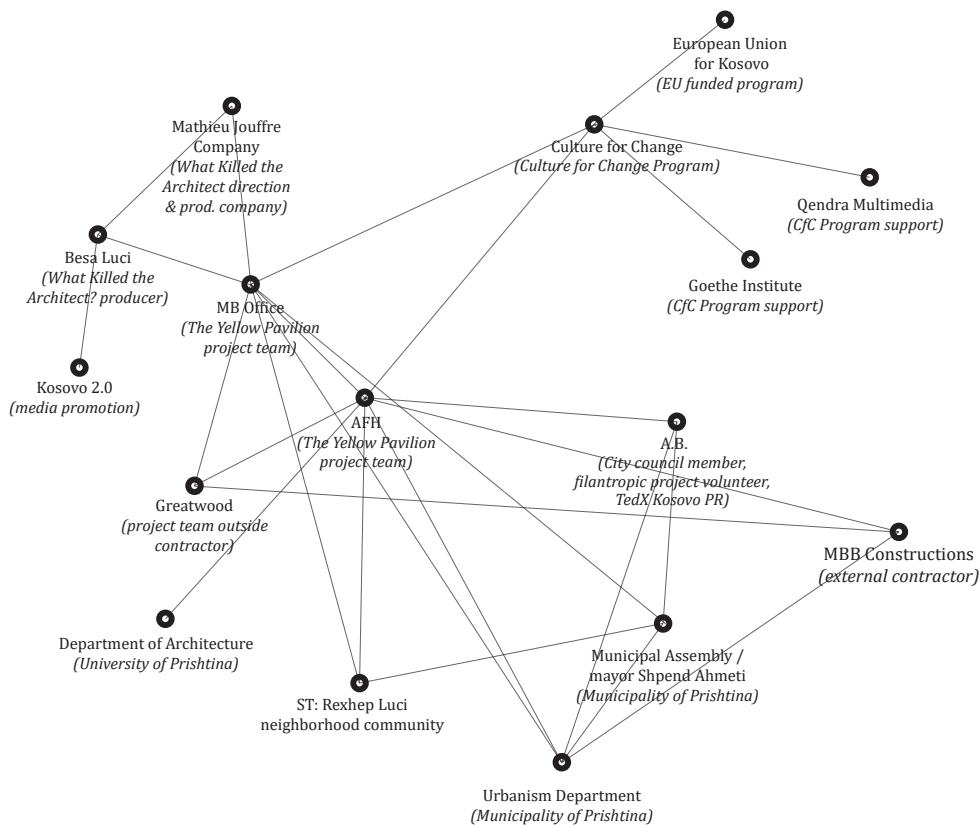 European Union
for Kosovo
(EU funded program)
Mathieu Jouffre
Company
(What Killed the
Architect direction
& prod. company)
Culture for Change
(Culture for Change Program)
Qendra Multimedia
(CfC Program support)
Besa Luci
(What Killed the
Architect? producer)
Goethe Institute
(CfC Program support)
MB Office
(The Yellow Pavilion
project team)
Kosovo 2.0
(media promotion)
AFH
(The Yellow Pavilion
project team)
A.B.
(City council member,
filantropic project volunteer,
TedX Kosovo PR)
Greatwood
(project team outside
contractor)
MBB Constructions
(external contractor)
Department of Architecture
(University of Prishtina)
Municipal Assembly /
mayor Shpend Ahmeti
(Municipality of Prishtina)
ST: Rexhep Luci
neighborhood community
Urbanism Department
(Municipality of Prishtina)